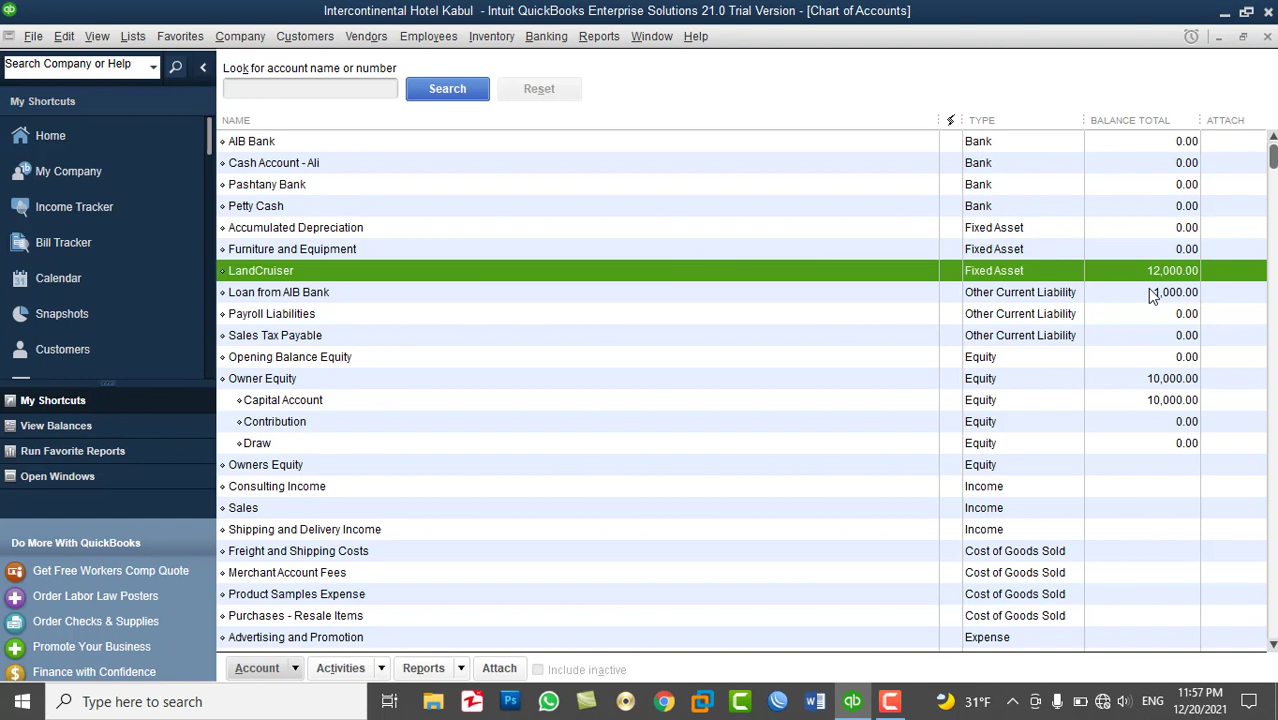 Intercontinental Hotel Kabul - Intuit QuickBooks Enterprise Solutions 21.0 Trial Version - [Chart of Accounts]
File Edit View Lists Favorites Company Customers Vendors Employees Inventory Banking Reports Window Help
Search Company or Help
My Shortcuts
Home
My Company
Income Tracker
Bill Tracker
Calendar
Snapshots
Customers
My Shortcuts
View Balances
Run Favorite Reports
Open Windows
Do More With QuickBooks
Get Free Workers Comp Quote
Order Labor Law Posters
Order Checks & Supplies
Promote Your Business
Finance with Confidence
Look for account name or number
Search Reset
NAME TYPE BALANCE TOTAL ATTACH
AIB Bank Bank 0.00
Cash Account - Ali Bank 0.00
Pashtany Bank Bank 0.00
Petty Cash Bank 0.00
Accumulated Depreciation Fixed Asset 0.00
Furniture and Equipment Fixed Asset 0.00
LandCruiser Fixed Asset 12,000.00
Loan from AIB Bank Other Current Liability ,000.00
Payroll Liabilities Other Current Liability 0.00
Sales Tax Payable Other Current Liability 0.00
Opening Balance Equity Equity 0.00
Owner Equity Equity 10,000.00
Capital Account Equity 10,000.00
Contribution Equity 0.00
Draw Equity 0.00
Owners Equity Equity
Consulting Income Income
Sales Income
Shipping and Delivery Income Income
Freight and Shipping Costs Cost of Goods Sold
Merchant Account Fees Cost of Goods Sold
Product Samples Expense Cost of Goods Sold
Purchases - Resale Items Cost of Goods Sold
Advertising and Promotion Expense
Account Activities Reports Attach Include inactive
Type here to search
31°F ENG
11:57 PM
12/20/2021